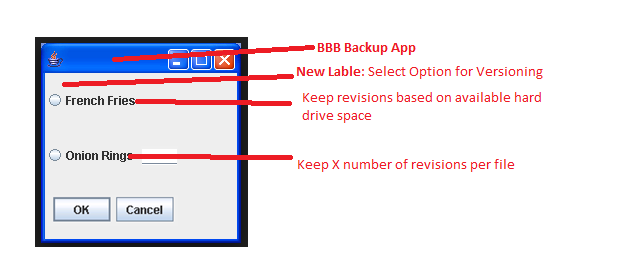 BBB Backup App
New Lable: Select Option for Versioning
French Fries
Keep revisions based on available hard
drive space
Onion Rings
Keep X number of revisions per file
OK
Cancel